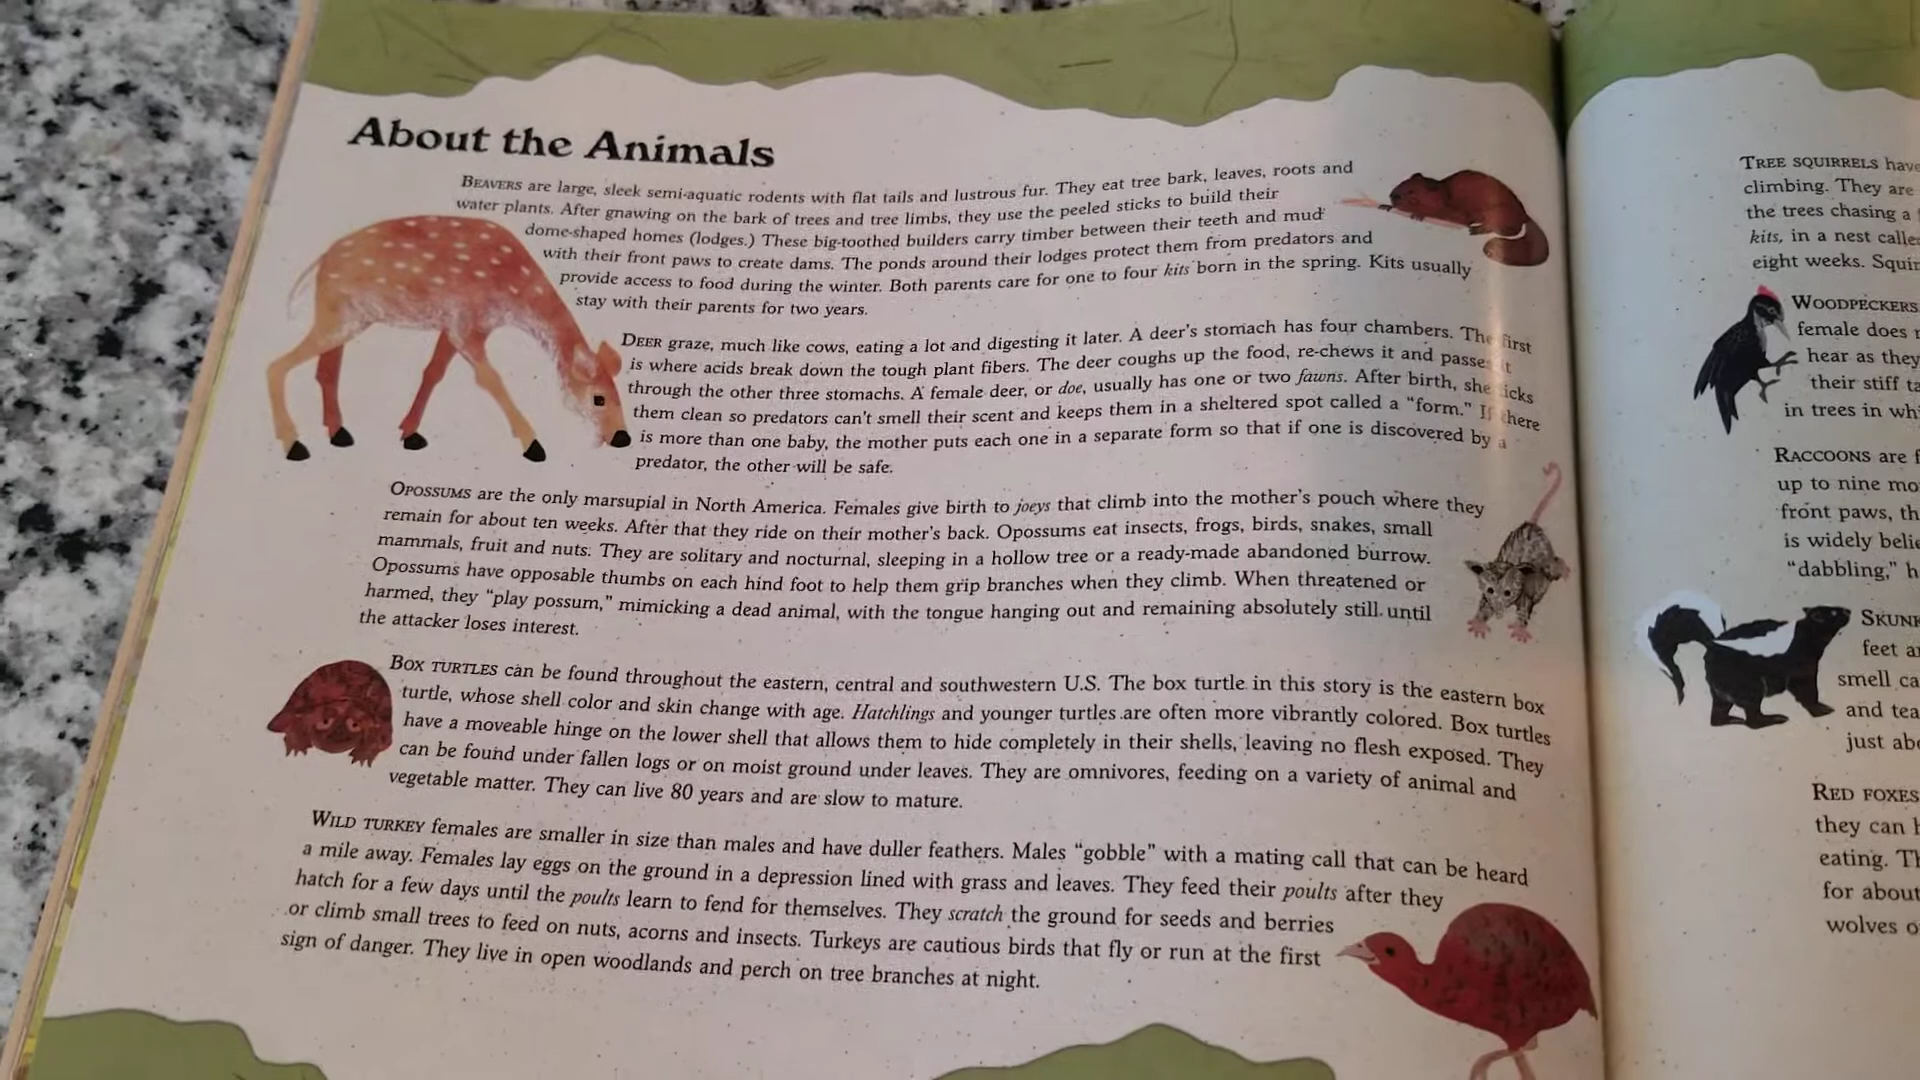 About the Animals
BEAVERS are large, sleek semi-aquatic rodents with flat tails and lustrous fur. They eat tree bark, leaves, roots and
water plants. After gnawing on the bark of trees and tree limbs, they use the peeled sticks to build their
dome-shaped homes (lodges.) These big-toothed builders carry timber between their teeth and mud
with their front paws to create dams. The ponds around their lodges protect them from predators and
provide access to food during the winter. Both parents care for one to four kits born in the spring. Kits usually
stay with their parents for two years.
DEER graze, much like cows, eating a lot and digesting it later. A deer's stomach has four chambers. The first
is where acids break down the tough plant fibers. The deer coughs up the food, re-chews it and passes it
through the other three stomachs. A female deer, or doe, usually has one or two fawns. After birth, she licks
them clean so predators can't smell their scent and keeps them in a sheltered spot called a "form." If there
is more than one baby, the mother puts each one in a separate form so that if one is discovered by a
predator, the other will be safe.
OPOSSUMS are the only marsupial in North America. Females give birth to joeys that climb into the mother's pouch where they
remain for about ten weeks. After that they ride on their mother's back. Opossums eat insects, frogs, birds, snakes, small
mammals, fruit and nuts. They are solitary and nocturnal, sleeping in a hollow tree or a ready-made abandoned burrow.
Opossums have opposable thumbs on each hind foot to help them grip branches when they climb. When threatened or
harmed, they "play possum," mimicking a dead animal, with the tongue hanging out and remaining absolutely still until
the attacker loses interest.
BOX TURTLES can be found throughout the eastern, central and southwestern U.S. The box turtle in this story is the eastern box
turtle, whose shell color and skin change with age. Hatchlings and younger turtles are often more vibrantly colored. Box turtles
have a moveable hinge on the lower shell that allows them to hide completely in their shells, leaving no flesh exposed. They
can be found under fallen logs or on moist ground under leaves. They are omnivores, feeding on a variety of animal and
vegetable matter. They can live 80 years and are slow to mature.
WILD TURKEY females are smaller in size than males and have duller feathers. Males "gobble" with a mating call that can be heard
a mile away. Females lay eggs on the ground in a depression lined with grass and leaves. They feed their poults after they
hatch for a few days until the poults learn to fend for themselves. They scratch the ground for seeds and berries
or climb small trees to feed on nuts, acorns and insects. Turkeys are cautious birds that fly or run at the first
sign of danger. They live in open woodlands and perch on tree branches at night.
TREE SQUIRRELS have
climbing. They are
the trees chasing a
kits, in a nest
eight weeks.
WOODPECKERS
female does
hear as they
their stiff
in trees in
RACCOONS are
up to nine
front paws,
is widely
"dabbling,"
feet
smell
and
just
RED FOXES
they can
eating.
for about
wolves